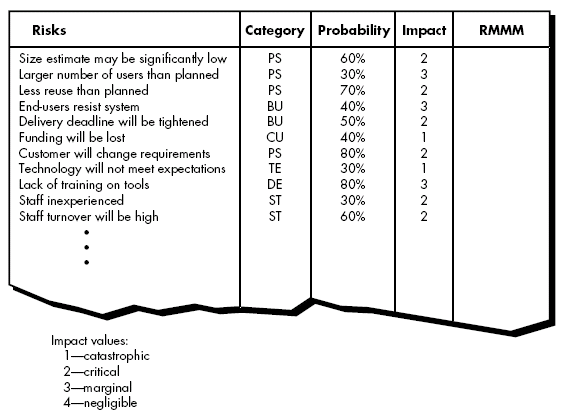 Risks Category Probability Impact RMMM
Size estimate may be significantly low PS 60% 2
Larger number of users than planned PS 30% 3
Less reuse than planned PS 70% 2
End-users resist system BU 40% 3
Delivery deadline will be tightened BU 50% 2
Funding will be lost CU 40% 1
Customer will change requirements PS 80% 2
Technology will not meet expectations TE 30% 1
Lack of training on tools DE 80% 3
Staff inexperienced ST 30% 2
Staff turnover will be high ST 60% 2
Impact values:
1—catastrophic
2—critical
3—marginal
4—negligible